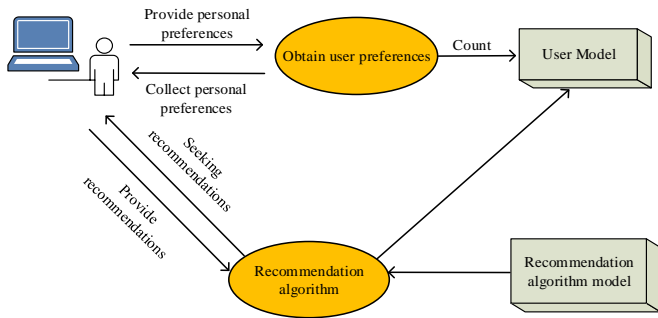 Provide personal
preferences
Obtain user preferences
Count
User Model
Collect personal
preferences
Seeking
recommendations
Provide
recommendations
Recommendation
algorithm
Recommendation
algorithm model